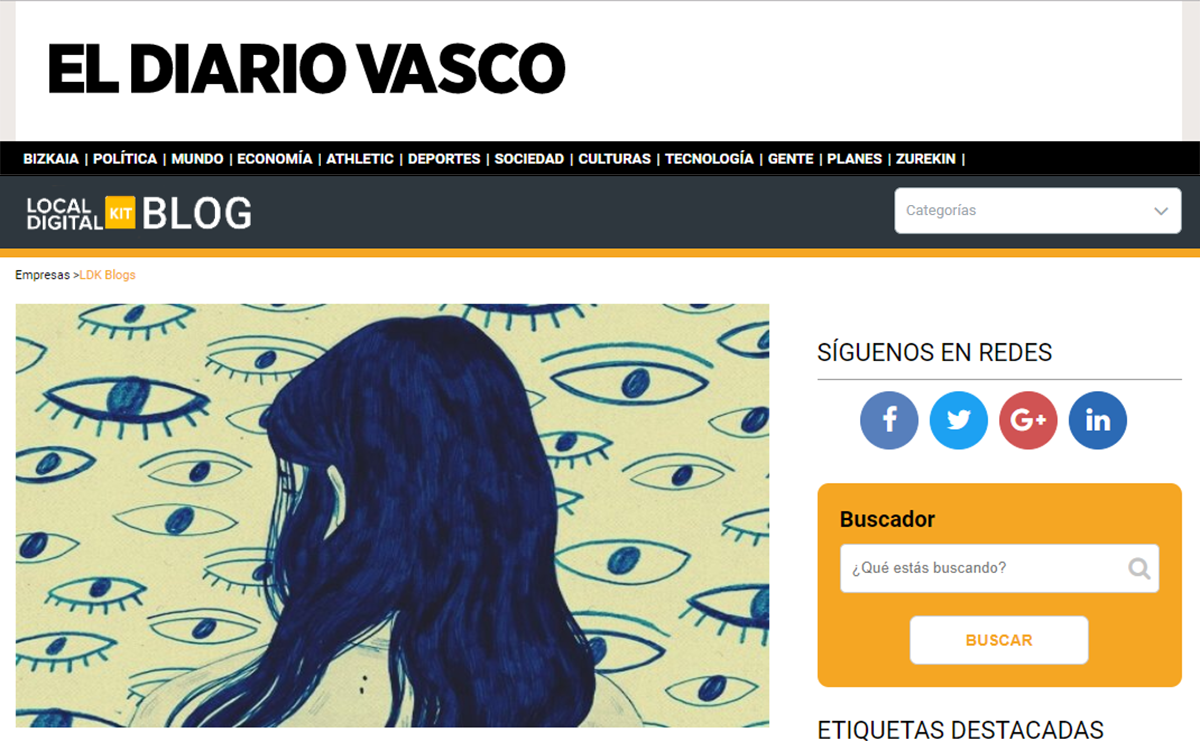 EL DIARIO VASCO
BIZKAIA | POLÍTICA | MUNDO | ECONOMÍA | ATHLETIC | DEPORTES | SOCIEDAD | CULTURAS | TECNOLOGÍA | GENTE | PLANES | ZUREKIN |
LOCAL
DIGITAL KIT BLOG
Categorías
Empresas >LDK Blogs
SÍGUENOS EN REDES
f G+ in
Buscador
¿Qué estás buscando?
BUSCAR
ETIQUETAS DESTACADAS